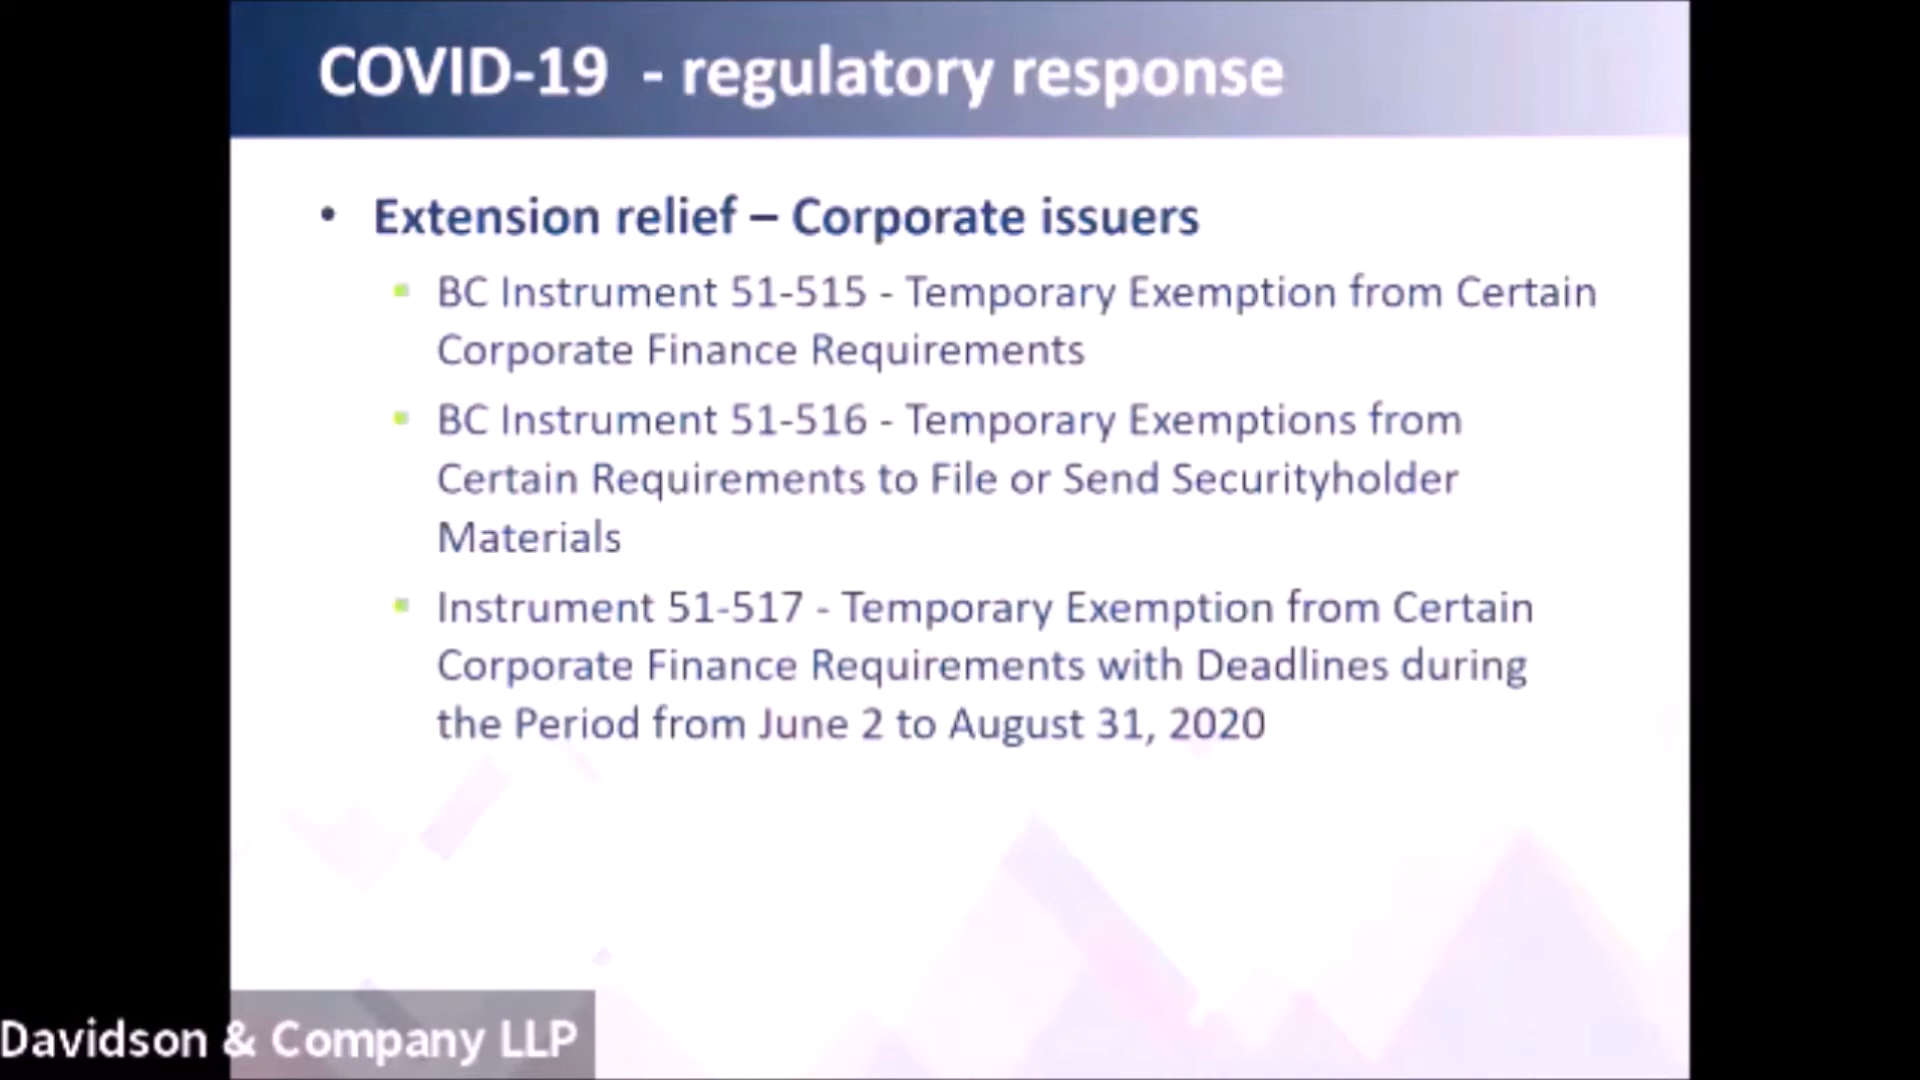 COVID-19 - regulatory response
• Extension relief – Corporate issuers
BC Instrument 51-515 - Temporary Exemption from Certain
Corporate Finance Requirements
BC Instrument 51-516 - Temporary Exemptions from
Certain Requirements to File or Send Securityholder
Materials
Instrument 51-517 - Temporary Exemption from Certain
Corporate Finance Requirements with Deadlines during
the Period from June 2 to August 31, 2020
Davidson & Company LLP